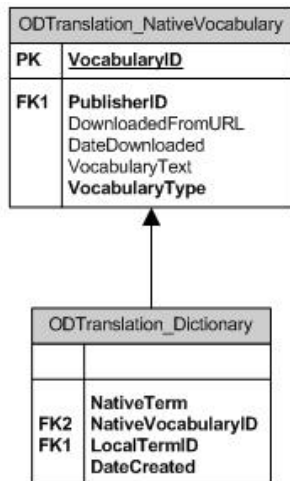 ODTranslation_NativeVocabulary
PK VocabularyID
FK1 PublisherID
DownloadedFromURL
DateDownloaded
VocabularyText
VocabularyType
ODTranslation_Dictionary
NativeTerm
FK2 NativeVocabularyID
FK1 LocalTermID
DateCreated